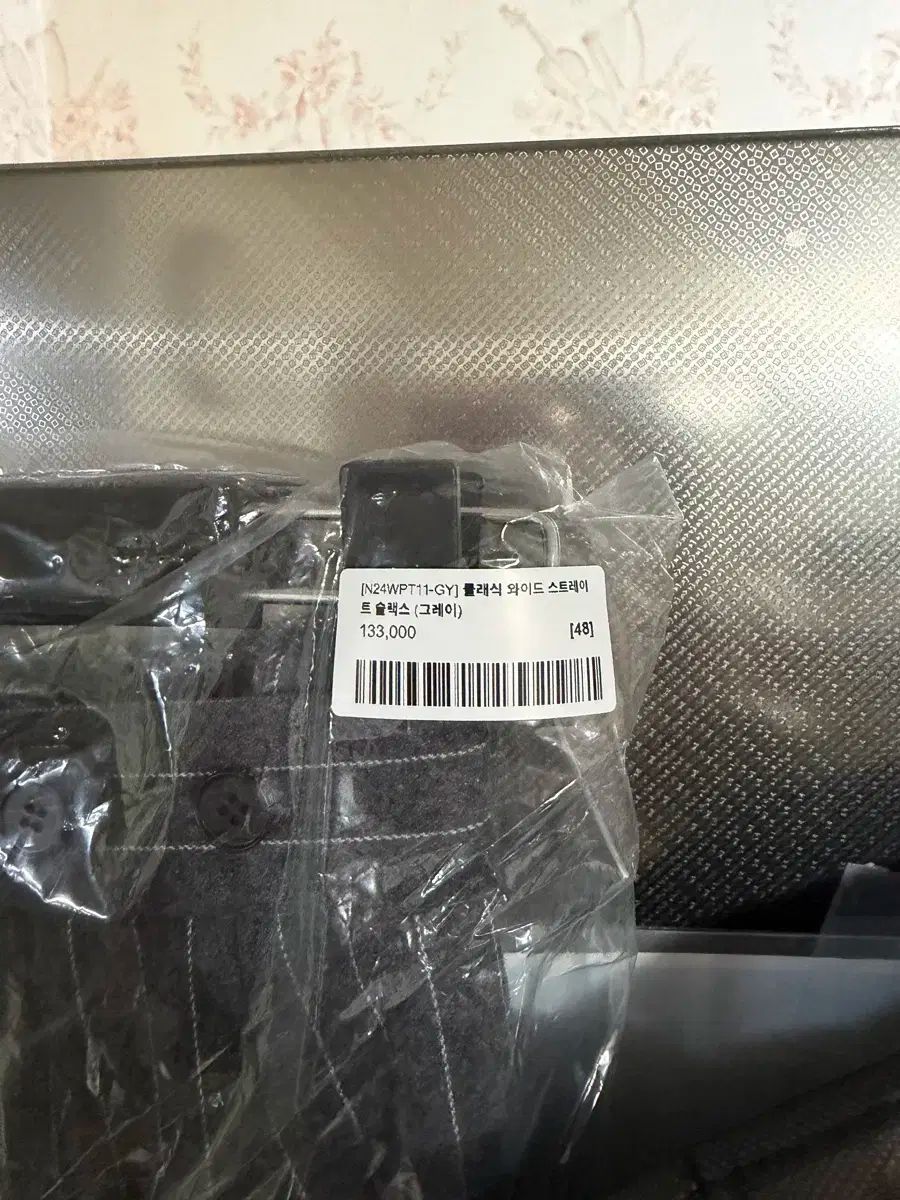 [N24WPT11-GY] 클래식 와이드 스트레이
트 슬랙스 (그레이)
133,000 [48]